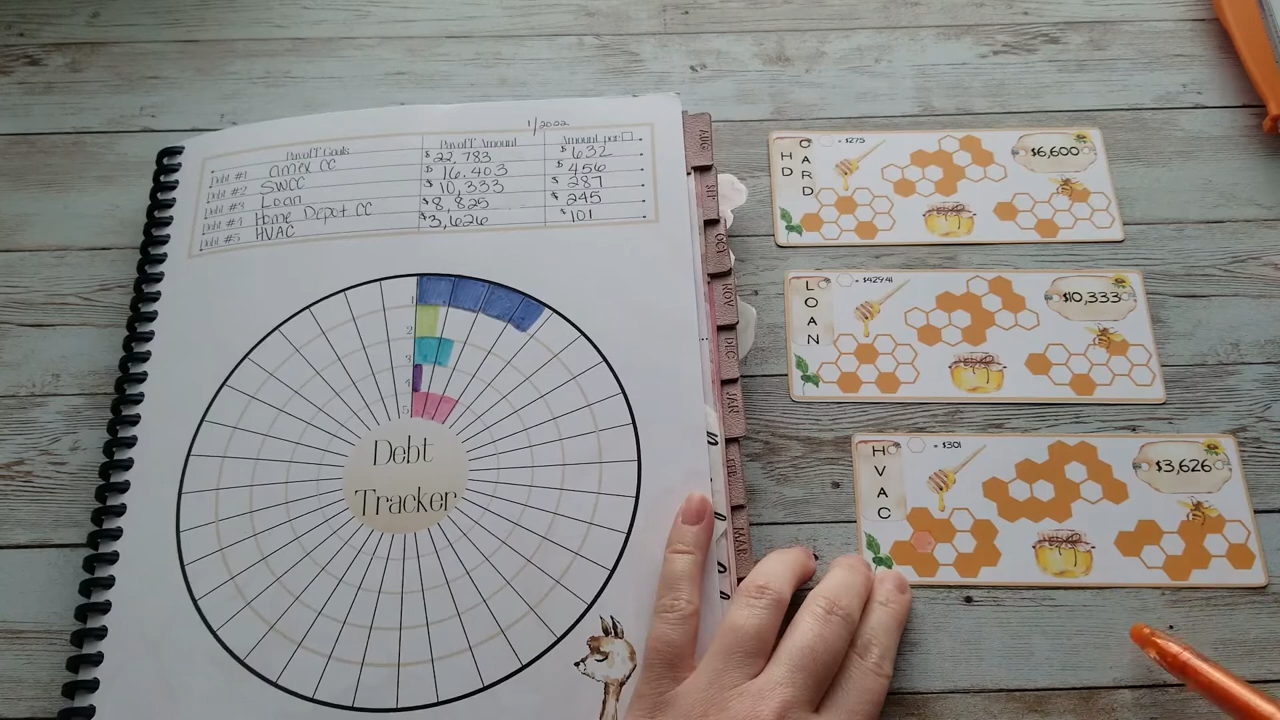 1/2022
Payoff Goals Payoff Amount Amount per □
Debt #1 amex CC $22,783 $632
Debt #2 SWCC $16,403 $456
Debt #3 Loan $10,333 $287
Debt #4 Home Depot CC $8,825 $245
Debt #5 HVAC $3,626 $101
1
2
3
4
5
Debt
Tracker
AUG
SEP
OCT
NOV
DEC
JAN
FEB
MAR
HD CARD = $275 $6,600
LOAN = $429.41 $10,333
HVAC = $301 $3,626